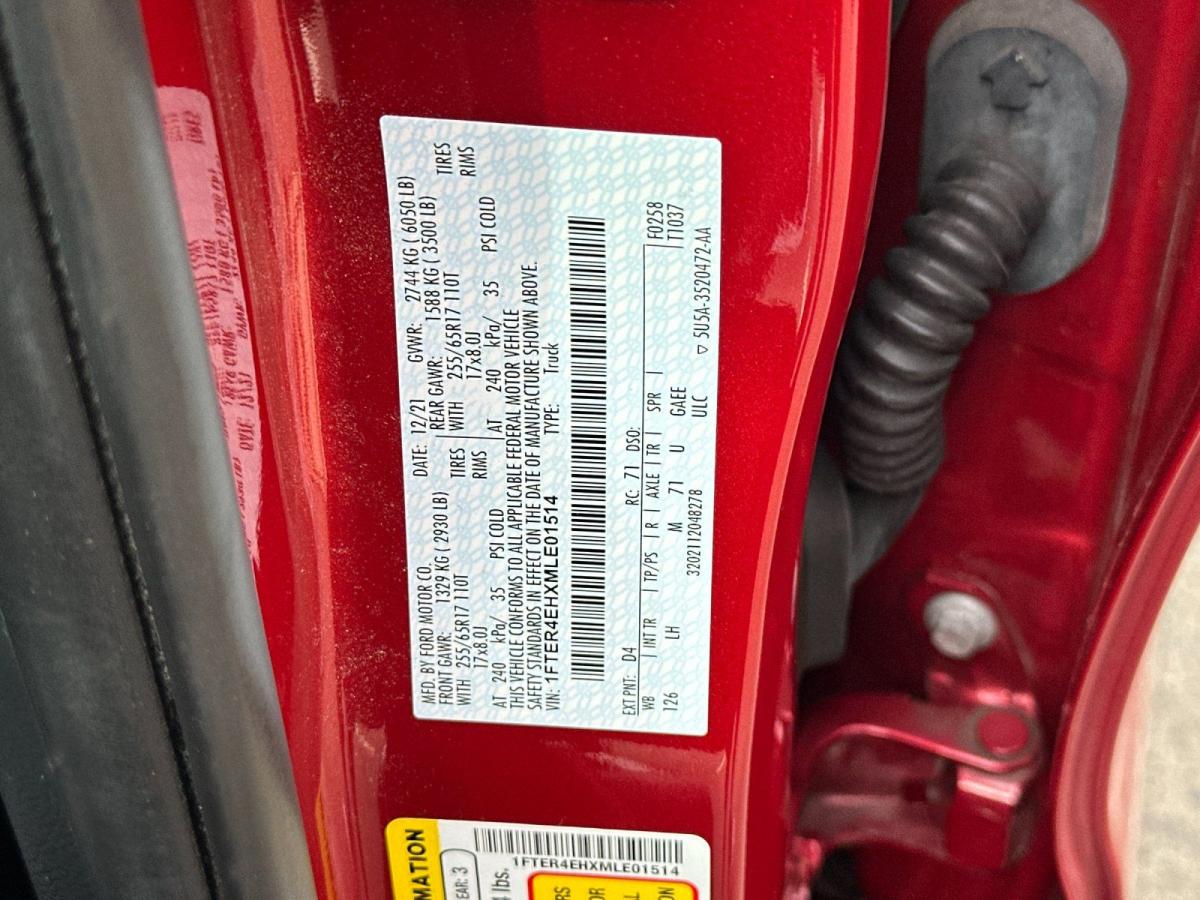 MFD. BY FORD MOTOR CO.
DATE: 12/21 GVWR: 2744 KG ( 6050 LB)
FRONT GAWR: 1329 KG ( 2930 LB)
REAR GAWR: 1588 KG ( 3500 LB)
WITH 255/65R17 110T TIRES
WITH 255/65R17 110T TIRES
17x8.0J RIMS
17x8.0J RIMS
AT 240 kPa/ 35 PSI COLD
AT 240 kPa/ 35 PSI COLD
THIS VEHICLE CONFORMS TO ALL APPLICABLE FEDERAL MOTOR VEHICLE
SAFETY STANDARDS IN EFFECT ON THE DATE OF MANUFACTURE SHOWN ABOVE.
VIN: 1FTER4EHXMLE01514 TYPE: Truck
EXT PNT: D4 RC: 71 DSO: F0258
WB INT TR TP/PS R AXLE TR SPR T1037
126 LH M 71 U GAEE
3202112048278 ULC ▽ 5U5A-3520472-AA
1FTER4EHXMLE01514
MATION
EAR: 3
lbs.